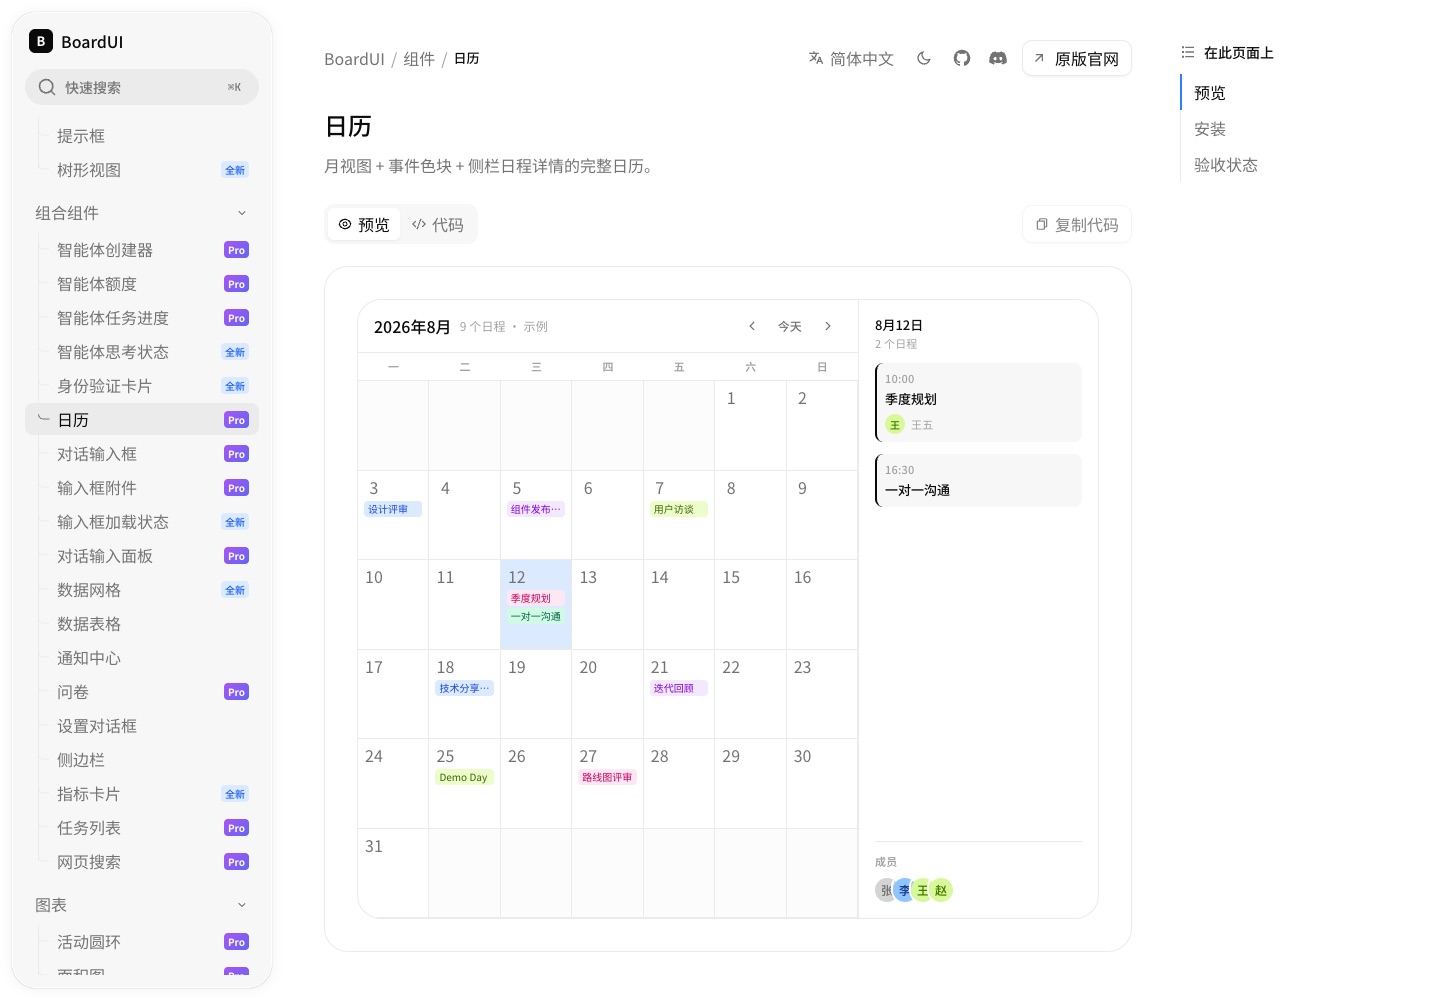 B BoardUI
快速搜索 ⌘K
提示框
树形视图 全新
组合组件
智能体创建器 Pro
智能体额度 Pro
智能体任务进度 Pro
智能体思考状态 全新
身份验证卡片 全新
日历 Pro
对话输入框 Pro
输入框附件 Pro
输入框加载状态 全新
对话输入面板 Pro
数据网格 全新
数据表格
通知中心
问卷 Pro
设置对话框
侧边栏
指标卡片 全新
任务列表 Pro
网页搜索 Pro
图表
活动圆环 Pro
面积图 Pro
BoardUI / 组件 / 日历
简体中文
原版官网
日历
月视图 + 事件色块 + 侧栏日程详情的完整日历。
预览 代码
复制代码
2026年8月 9 个日程 · 示例
今天
一 二 三 四 五 六 日
1 2
3 4 5 6 7 8 9
设计评审 组件发布… 用户访谈
10 11 12 13 14 15 16
季度规划
一对一沟通
17 18 19 20 21 22 23
技术分享… 迭代回顾
24 25 26 27 28 29 30
Demo Day 路线图评审
31
8月12日
2 个日程
10:00
季度规划
王 王五
16:30
一对一沟通
成员
张 李 王 赵
在此页面上
预览
安装
验收状态